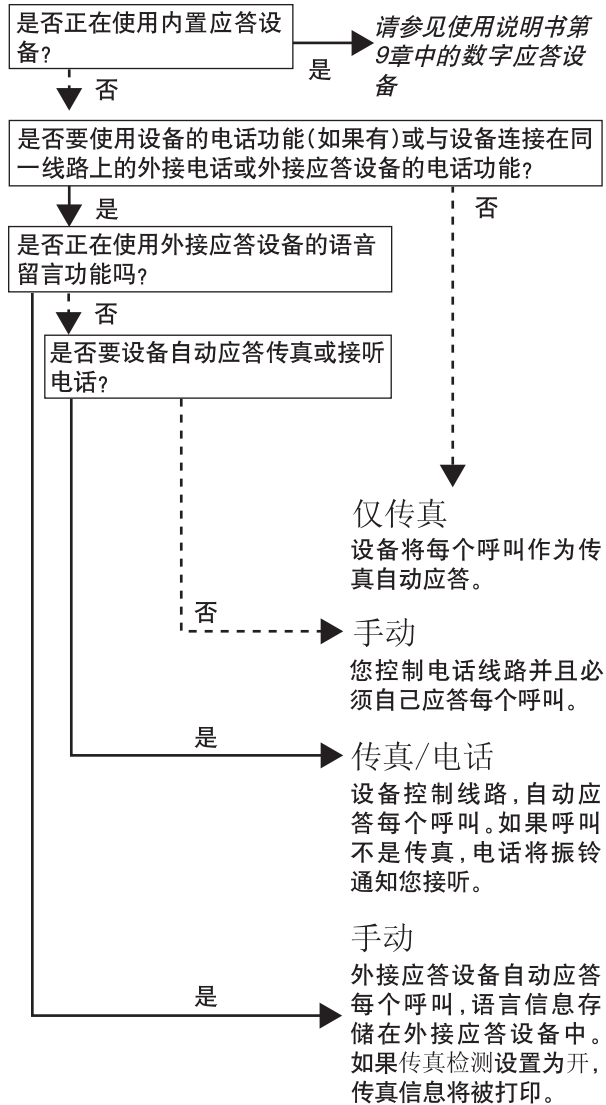 是否正在使用内置应答设
备?
是
请参见使用说明书第
9章中的数字应答设
备
否
是否要使用设备的电话功能(如果有)或与设备连接在同
一线路上的外接电话或外接应答设备的电话功能?
是
否
是否正在使用外接应答设备的语音
留言功能吗?
否
是否要设备自动应答传真或接听
电话?
仅传真
设备将每个呼叫作为传
真自动应答。
否
手动
您控制电话线路并且必
须自己应答每个呼叫。
是
传真/电话
设备控制线路,自动应
答每个呼叫。如果呼叫
不是传真,电话将振铃
通知您接听。
是
手动
外接应答设备自动应答
每个呼叫,语言信息存
储在外接应答设备中。
如果传真检测设置为开,
传真信息将被打印。